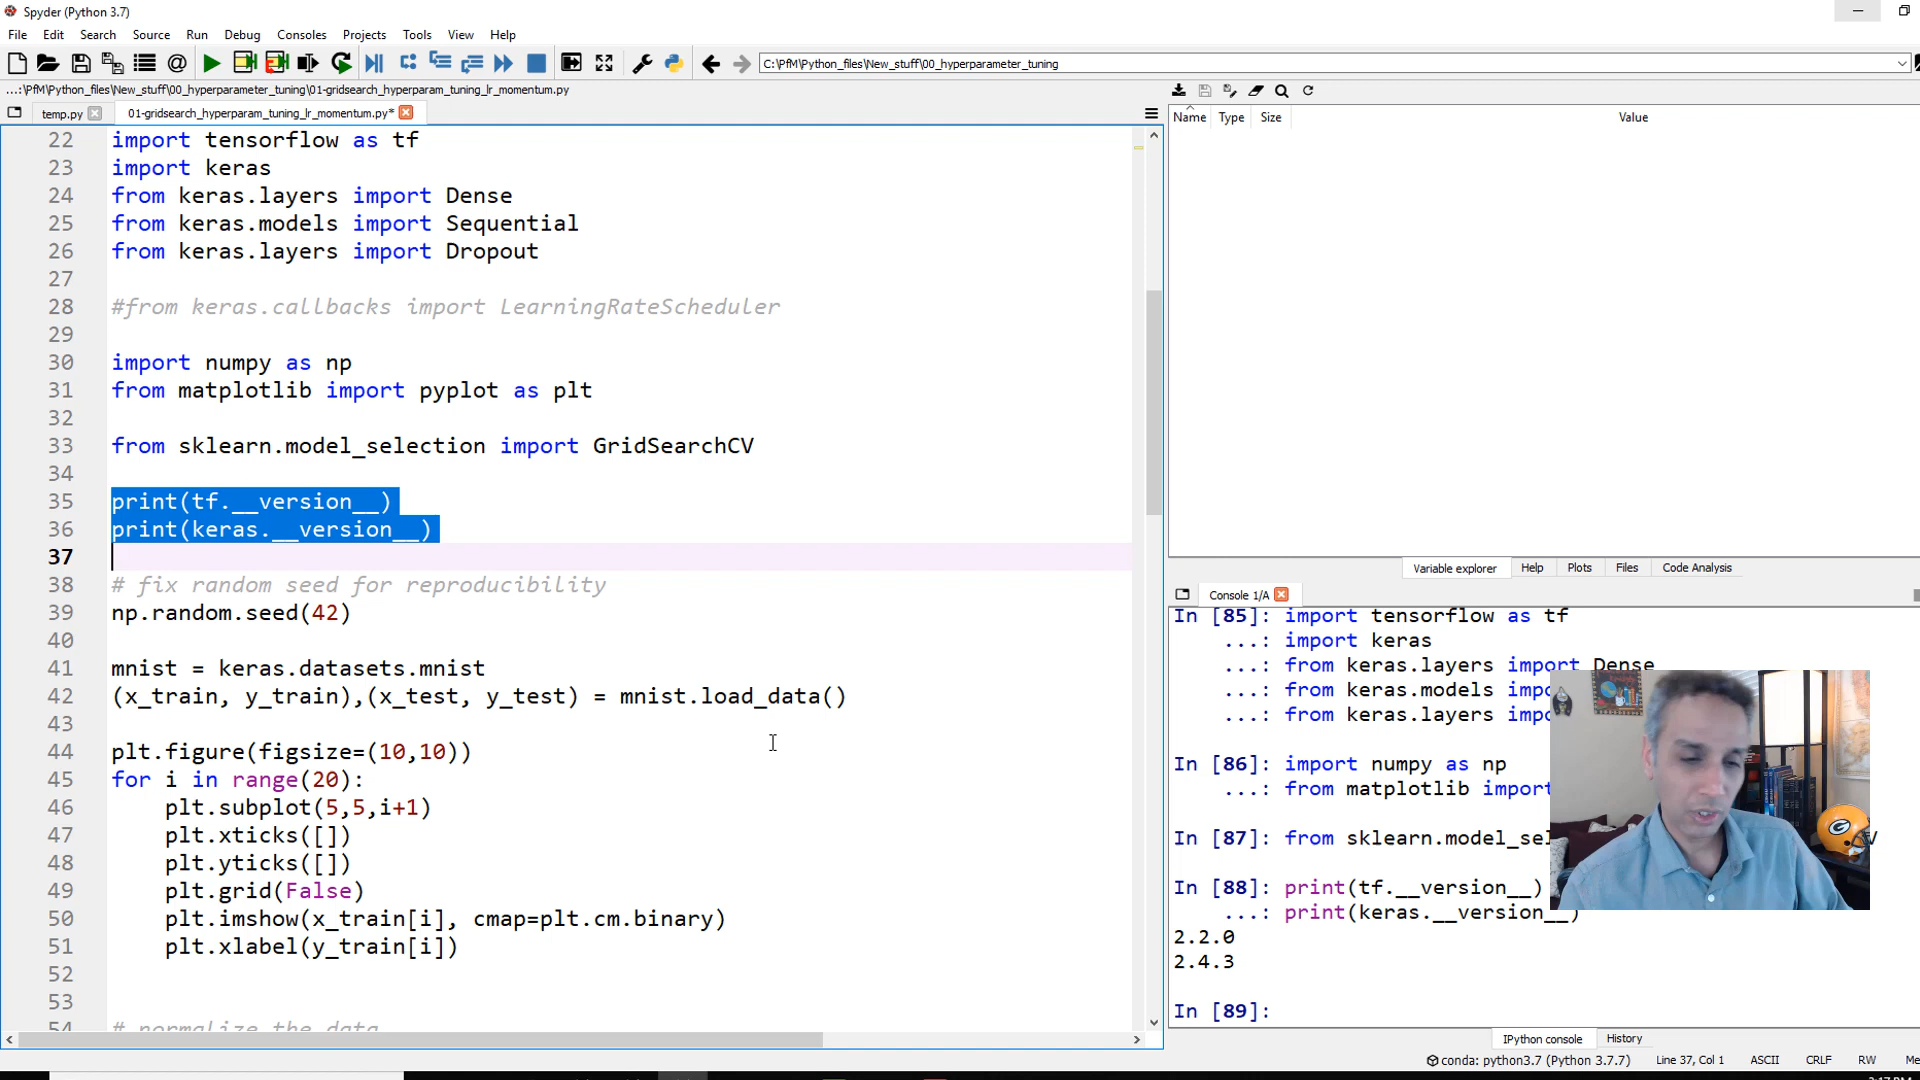 Spyder (Python 3.7)
File Edit Search Source Run Debug Consoles Projects Tools View Help
C:\PfM\Python_files\New_stuff\00_hyperparameter_tuning
...:\PfM\Python_files\New_stuff\00_hyperparameter_tuning\01-gridsearch_hyperparam_tuning_lr_momentum.py
temp.py 01-gridsearch_hyperparam_tuning_lr_momentum.py*
22 import tensorflow as tf
23 import keras
24 from keras.layers import Dense
25 from keras.models import Sequential
26 from keras.layers import Dropout
27
28 #from keras.callbacks import LearningRateScheduler
29
30 import numpy as np
31 from matplotlib import pyplot as plt
32
33 from sklearn.model_selection import GridSearchCV
34
35 print(tf.__version__)
36 print(keras.__version__)
37
38 # fix random seed for reproducibility
39 np.random.seed(42)
40
41 mnist = keras.datasets.mnist
42 (x_train, y_train),(x_test, y_test) = mnist.load_data()
43
44 plt.figure(figsize=(10,10))
45 for i in range(20):
46 plt.subplot(5,5,i+1)
47 plt.xticks([])
48 plt.yticks([])
49 plt.grid(False)
50 plt.imshow(x_train[i], cmap=plt.cm.binary)
51 plt.xlabel(y_train[i])
52
53
54 # normalize the data
Name Type Size Value
Variable explorer Help Plots Files Code Analysis
Console 1/A
In [85]: import tensorflow as tf
...: import keras
...: from keras.layers import Dense
...: from keras.models impo
...: from keras.layers impo
In [86]: import numpy as np
...: from matplotlib import
In [87]: from sklearn.model_sel V
In [88]: print(tf.__version__)
...: print(keras.__version__)
2.2.0
2.4.3
In [89]:
IPython console History
conda: python3.7 (Python 3.7.7) Line 37, Col 1 ASCII CRLF RW Me